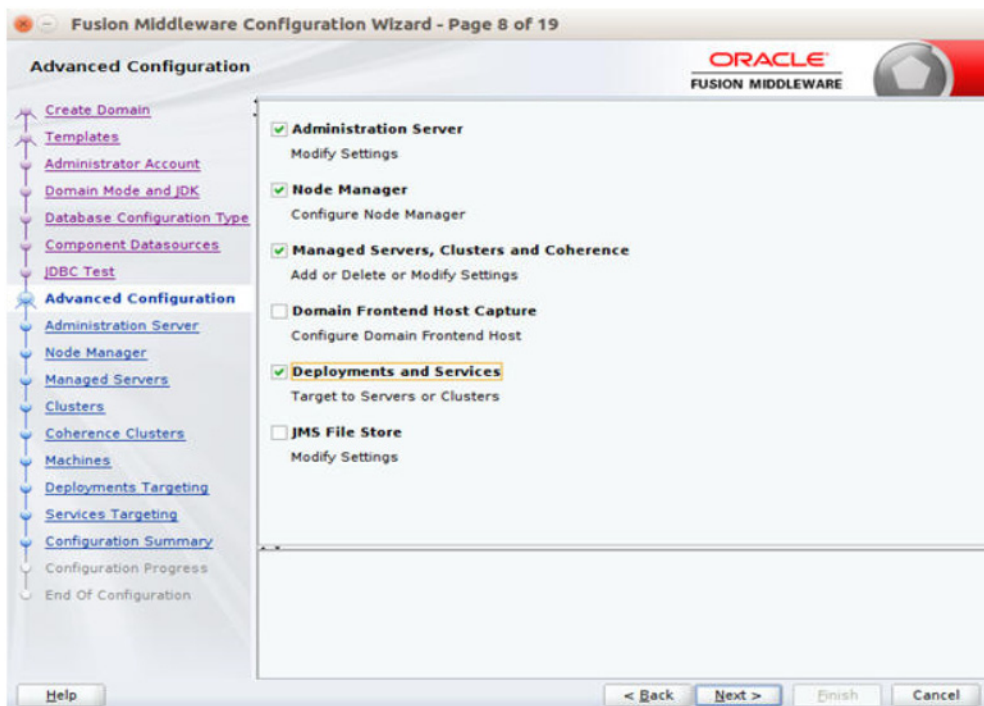 Fusion Middleware Configuration Wizard - Page 8 of 19
Advanced Configuration
ORACLE
FUSION MIDDLEWARE
Create Domain
Templates
Administrator Account
Domain Mode and JDK
Database Configuration Type
Component Datasources
JDBC Test
Advanced Configuration
Administration Server
Node Manager
Managed Servers
Clusters
Coherence Clusters
Machines
Deployments Targeting
Services Targeting
Configuration Summary
Configuration Progress
End Of Configuration
Administration Server
Modify Settings
Node Manager
Configure Node Manager
Managed Servers, Clusters and Coherence
Add or Delete or Modify Settings
Domain Frontend Host Capture
Configure Domain Frontend Host
Deployments and Services
Target to Servers or Clusters
JMS File Store
Modify Settings
Help
< Back
Next >
Finish
Cancel